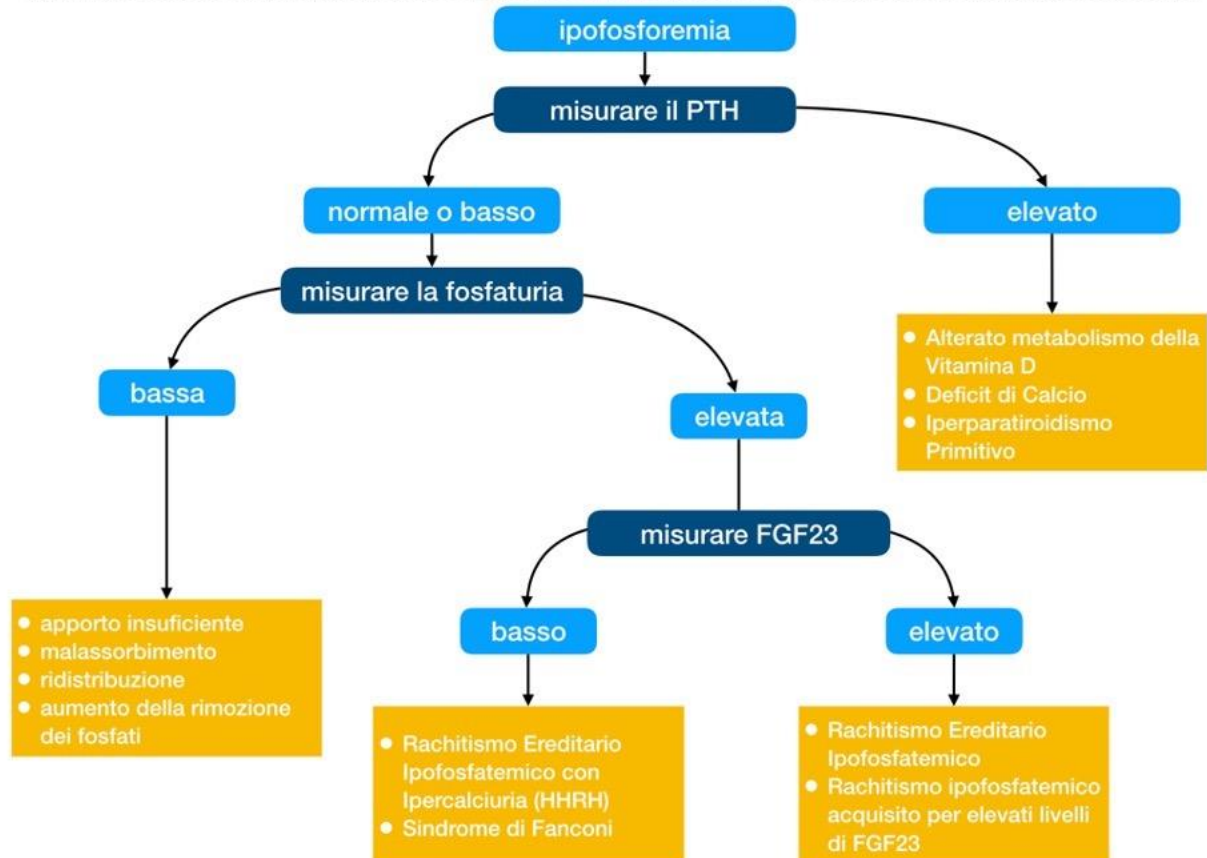 ipofosforemia
misurare il PTH
normale o basso
elevato
misurare la fosfaturia
● Alterato metabolismo della
Vitamina D
● Deficit di Calcio
● Iperparatiroidismo
Primitivo
bassa
elevata
misurare FGF23
basso
elevato
● apporto insufficiente
● malassorbimento
● ridistribuzione
● aumento della rimozione
dei fosfati
● Rachitismo Ereditario
Ipofosfatemico con
Ipercalciuria (HHRH)
● Sindrome di Fanconi
● Rachitismo Ereditario
Ipofosfatemico
● Rachitismo ipofosfatemico
acquisito per elevati livelli
di FGF23